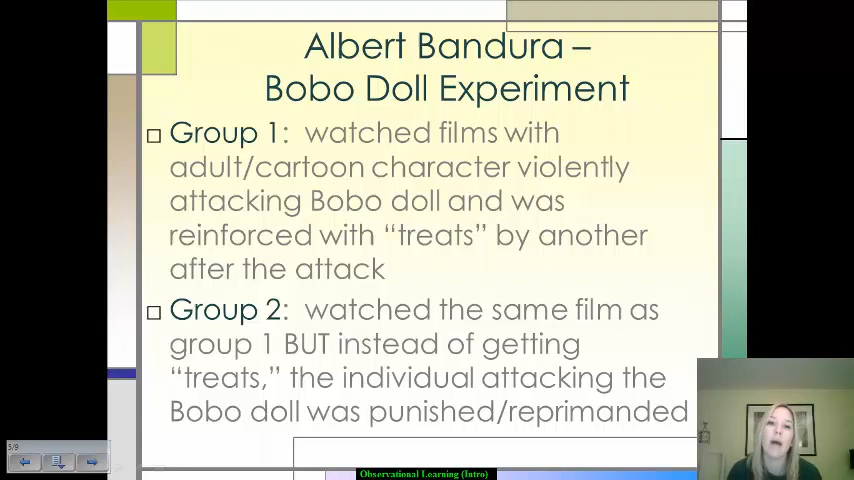 Albert Bandura –
Bobo Doll Experiment
Group 1:  watched films with
adult/cartoon character violently
attacking Bobo doll and was
reinforced with “treats” by another
after the attack
Group 2:  watched the same film as
group 1 BUT instead of getting
“treats,” the individual attacking the
Bobo doll was punished/reprimanded
5/9
Observational Learning (Intro)